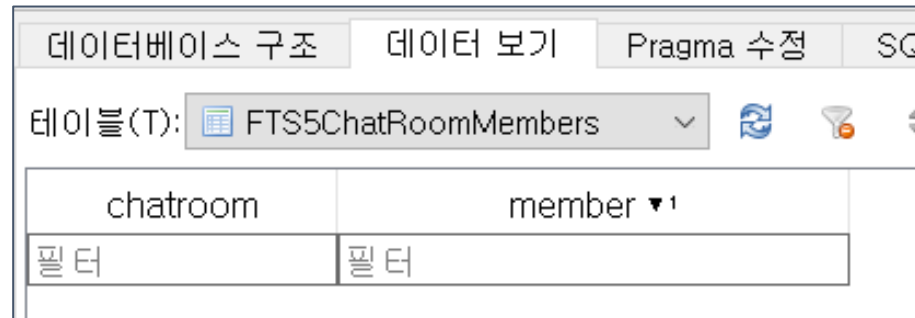 데이터베이스 구조 데이터 보기 Pragma 수정
테이블(T): FTS5ChatRoomMembers
chatroom member ▼1
필터 필터